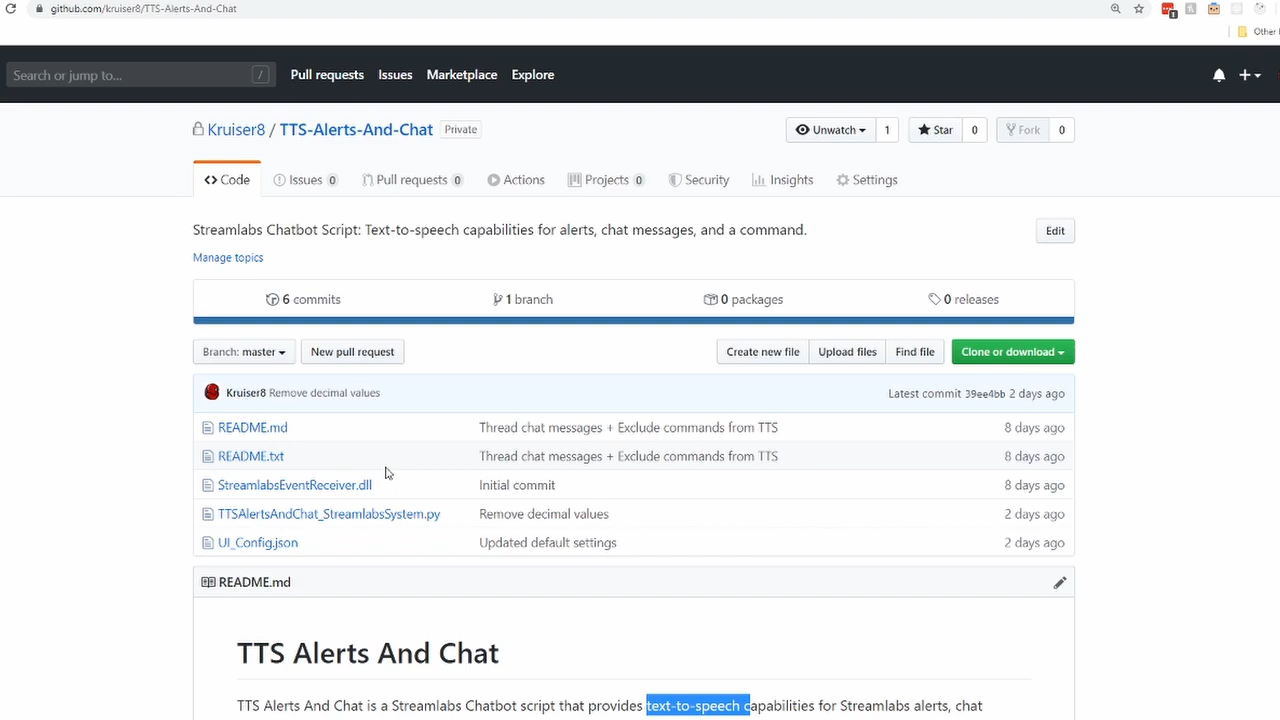 github.com/kruiser8/TTS-Alerts-And-Chat
1
Other
Search or jump to... / Pull requests Issues Marketplace Explore
Kruiser8 / TTS-Alerts-And-Chat Private Unwatch 1 Star 0 Fork 0
Code Issues 0 Pull requests 0 Actions Projects 0 Security Insights Settings
Streamlabs Chatbot Script: Text-to-speech capabilities for alerts, chat messages, and a command. Edit
Manage topics
6 commits 1 branch 0 packages 0 releases
Branch: master New pull request Create new file Upload files Find file Clone or download
Kruiser8 Remove decimal values Latest commit 39ee4bb 2 days ago
README.md Thread chat messages + Exclude commands from TTS 8 days ago
README.txt Thread chat messages + Exclude commands from TTS 8 days ago
StreamlabsEventReceiver.dll Initial commit 8 days ago
TTSAlertsAndChat_StreamlabsSystem.py Remove decimal values 2 days ago
UI_Config.json Updated default settings 2 days ago
README.md
TTS Alerts And Chat
TTS Alerts And Chat is a Streamlabs Chatbot script that provides text-to-speech capabilities for Streamlabs alerts, chat